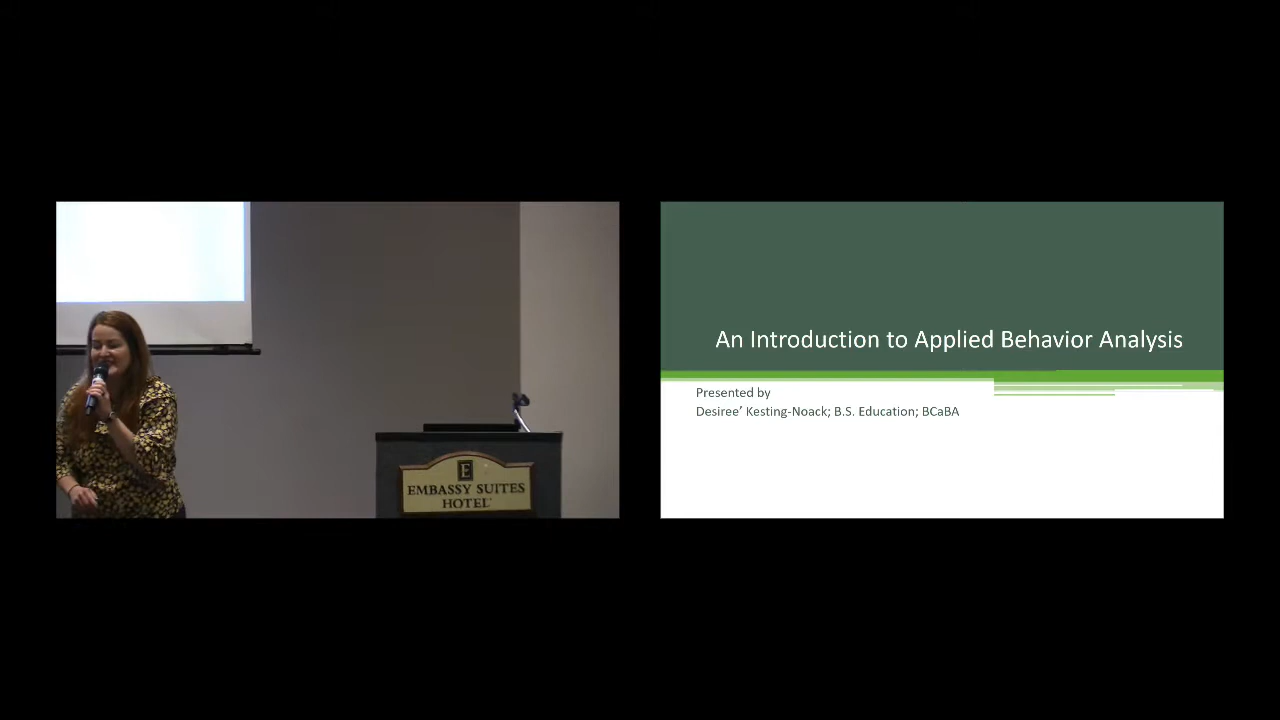 E
EMBASSY SUITES
HOTEL
An Introduction to Applied Behavior Analysis
Presented by
Desiree’ Kesting-Noack; B.S. Education; BCaBA